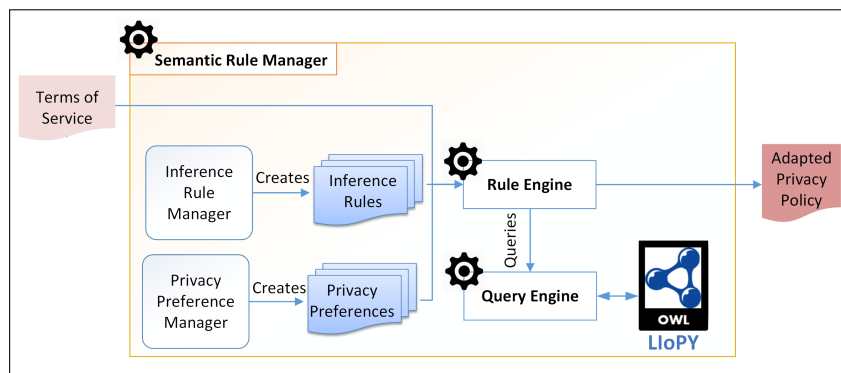 Semantic Rule Manager
Terms of
Service
Inference
Rule
Manager
Creates
Inference
Rules
Rule Engine
Adapted
Privacy
Policy
Queries
Privacy
Preference
Manager
Creates
Privacy
Preferences
Query Engine
OWL
LIoPY